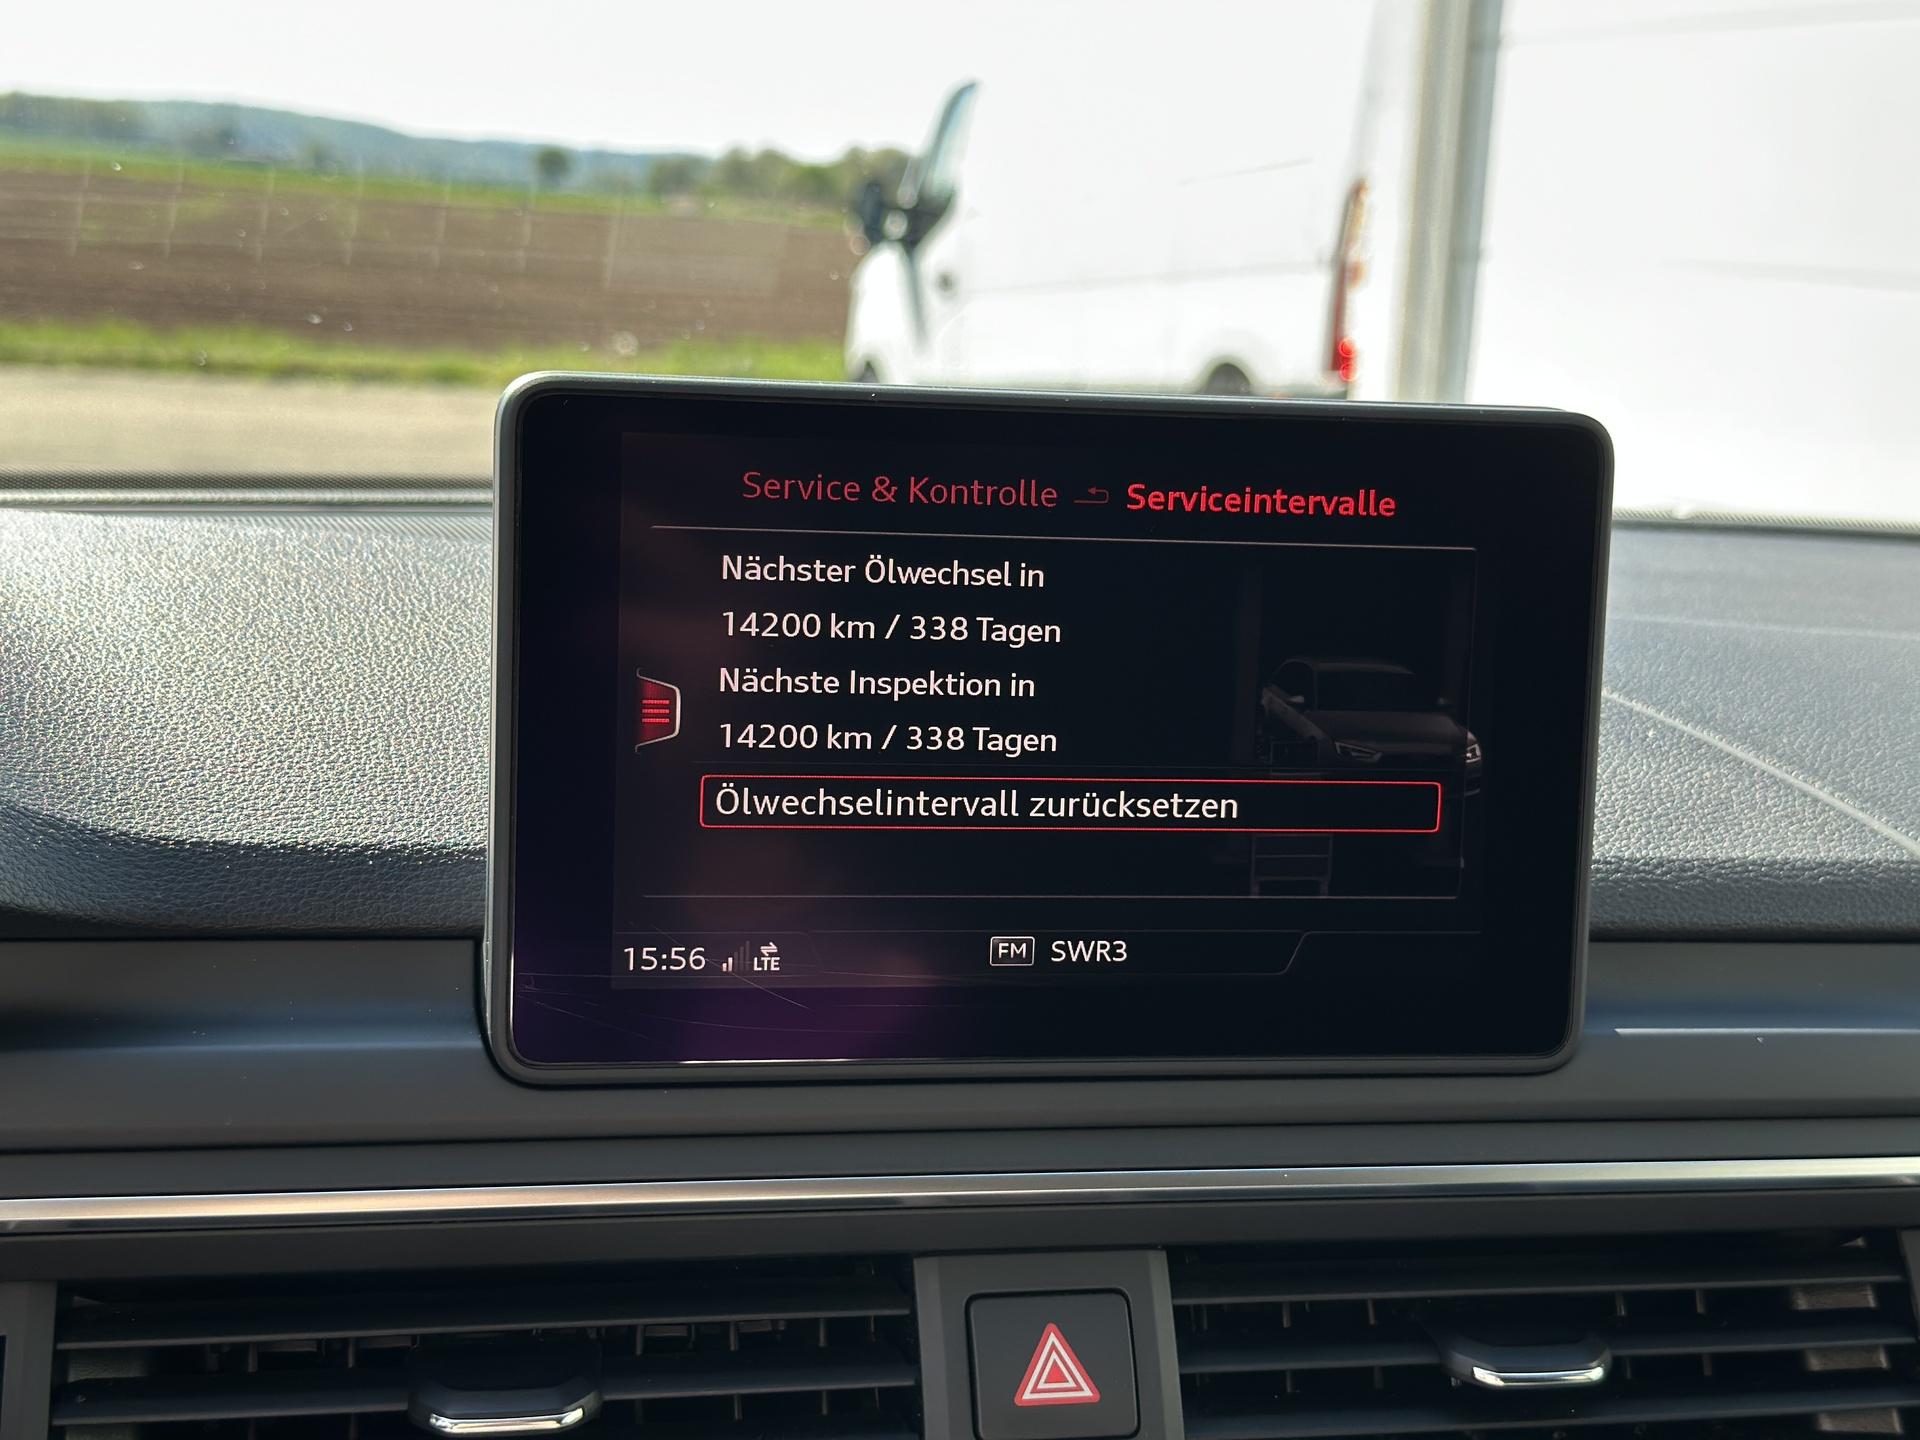 Service & Kontrolle Serviceintervalle
Nächster Ölwechsel in
14200 km / 338 Tagen
Nächste Inspektion in
14200 km / 338 Tagen
Ölwechselintervall zurücksetzen
15:56 LTE FM SWR3